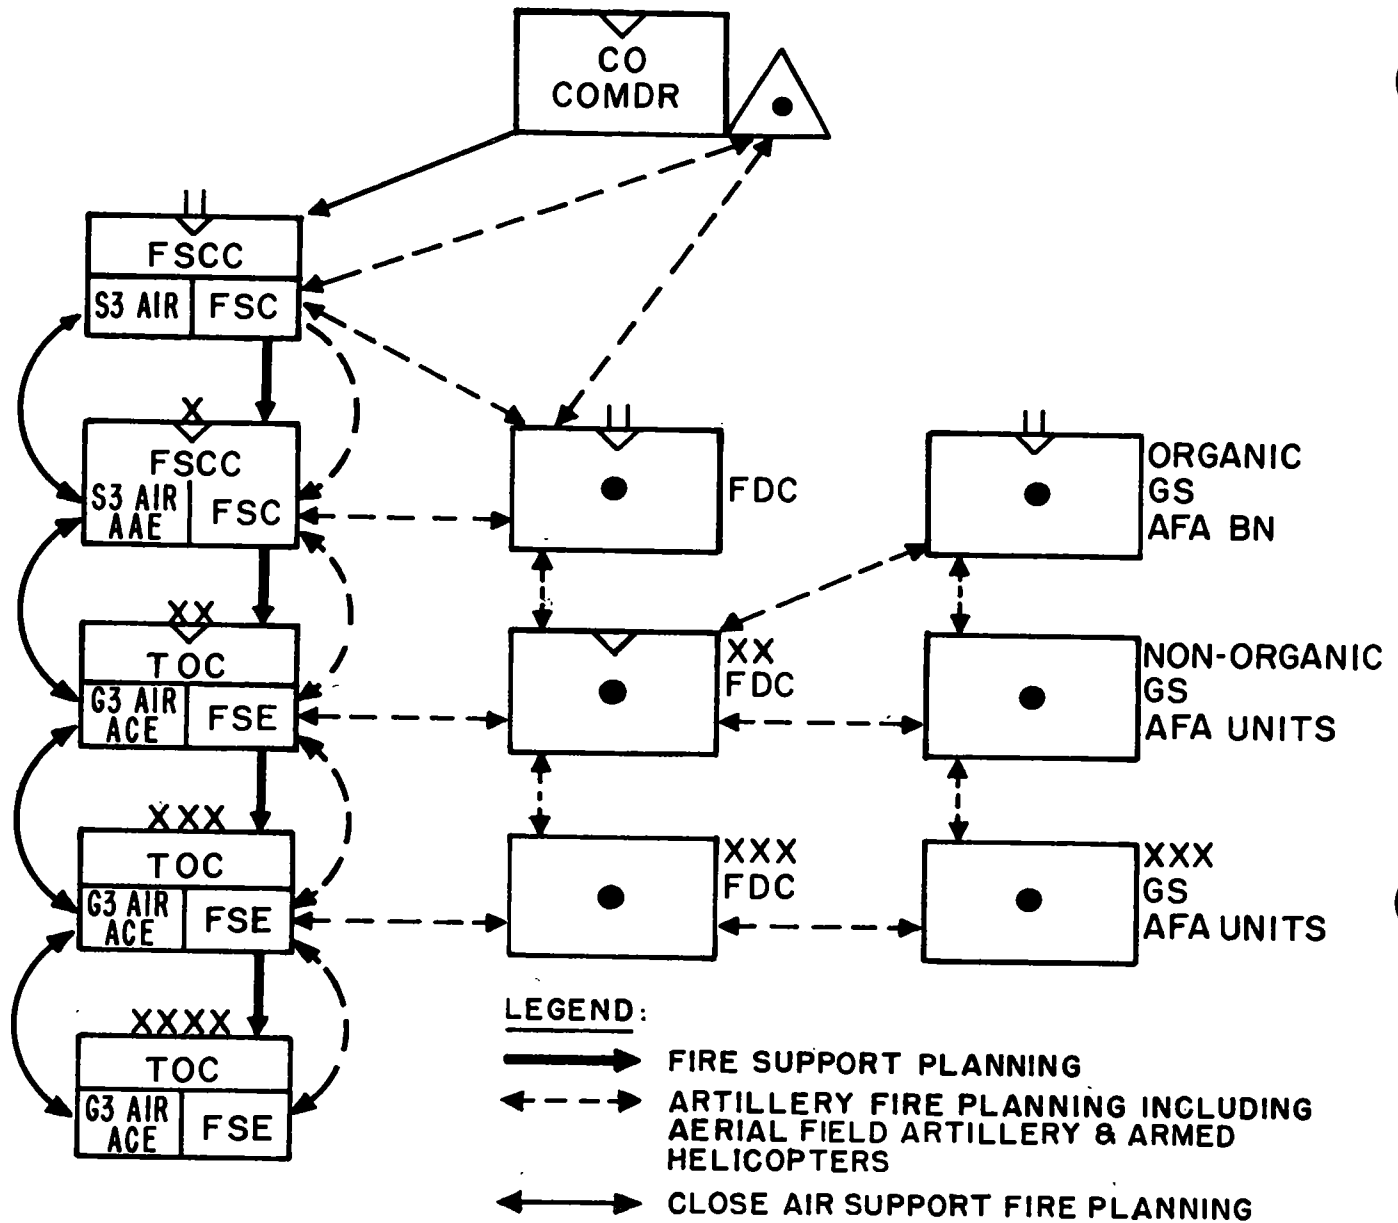 CO
COMDR
FSCC
S3 AIR
FSC
X
FSCC
S3 AIR
AAE
FSC
FDC
ORGANIC
GS
AFA BN
XX
TOC
G3 AIR
ACE
FSE
XX
FDC
NON-ORGANIC
GS
AFA UNITS
XXX
TOC
G3 AIR
ACE
FSE
XXX
FDC
XXX
GS
AFA UNITS
XXXX
TOC
G3 AIR
ACE
FSE
LEGEND:
FIRE SUPPORT PLANNING
ARTILLERY FIRE PLANNING INCLUDING
AERIAL FIELD ARTILLERY & ARMED
HELICOPTERS
CLOSE AIR SUPPORT FIRE PLANNING